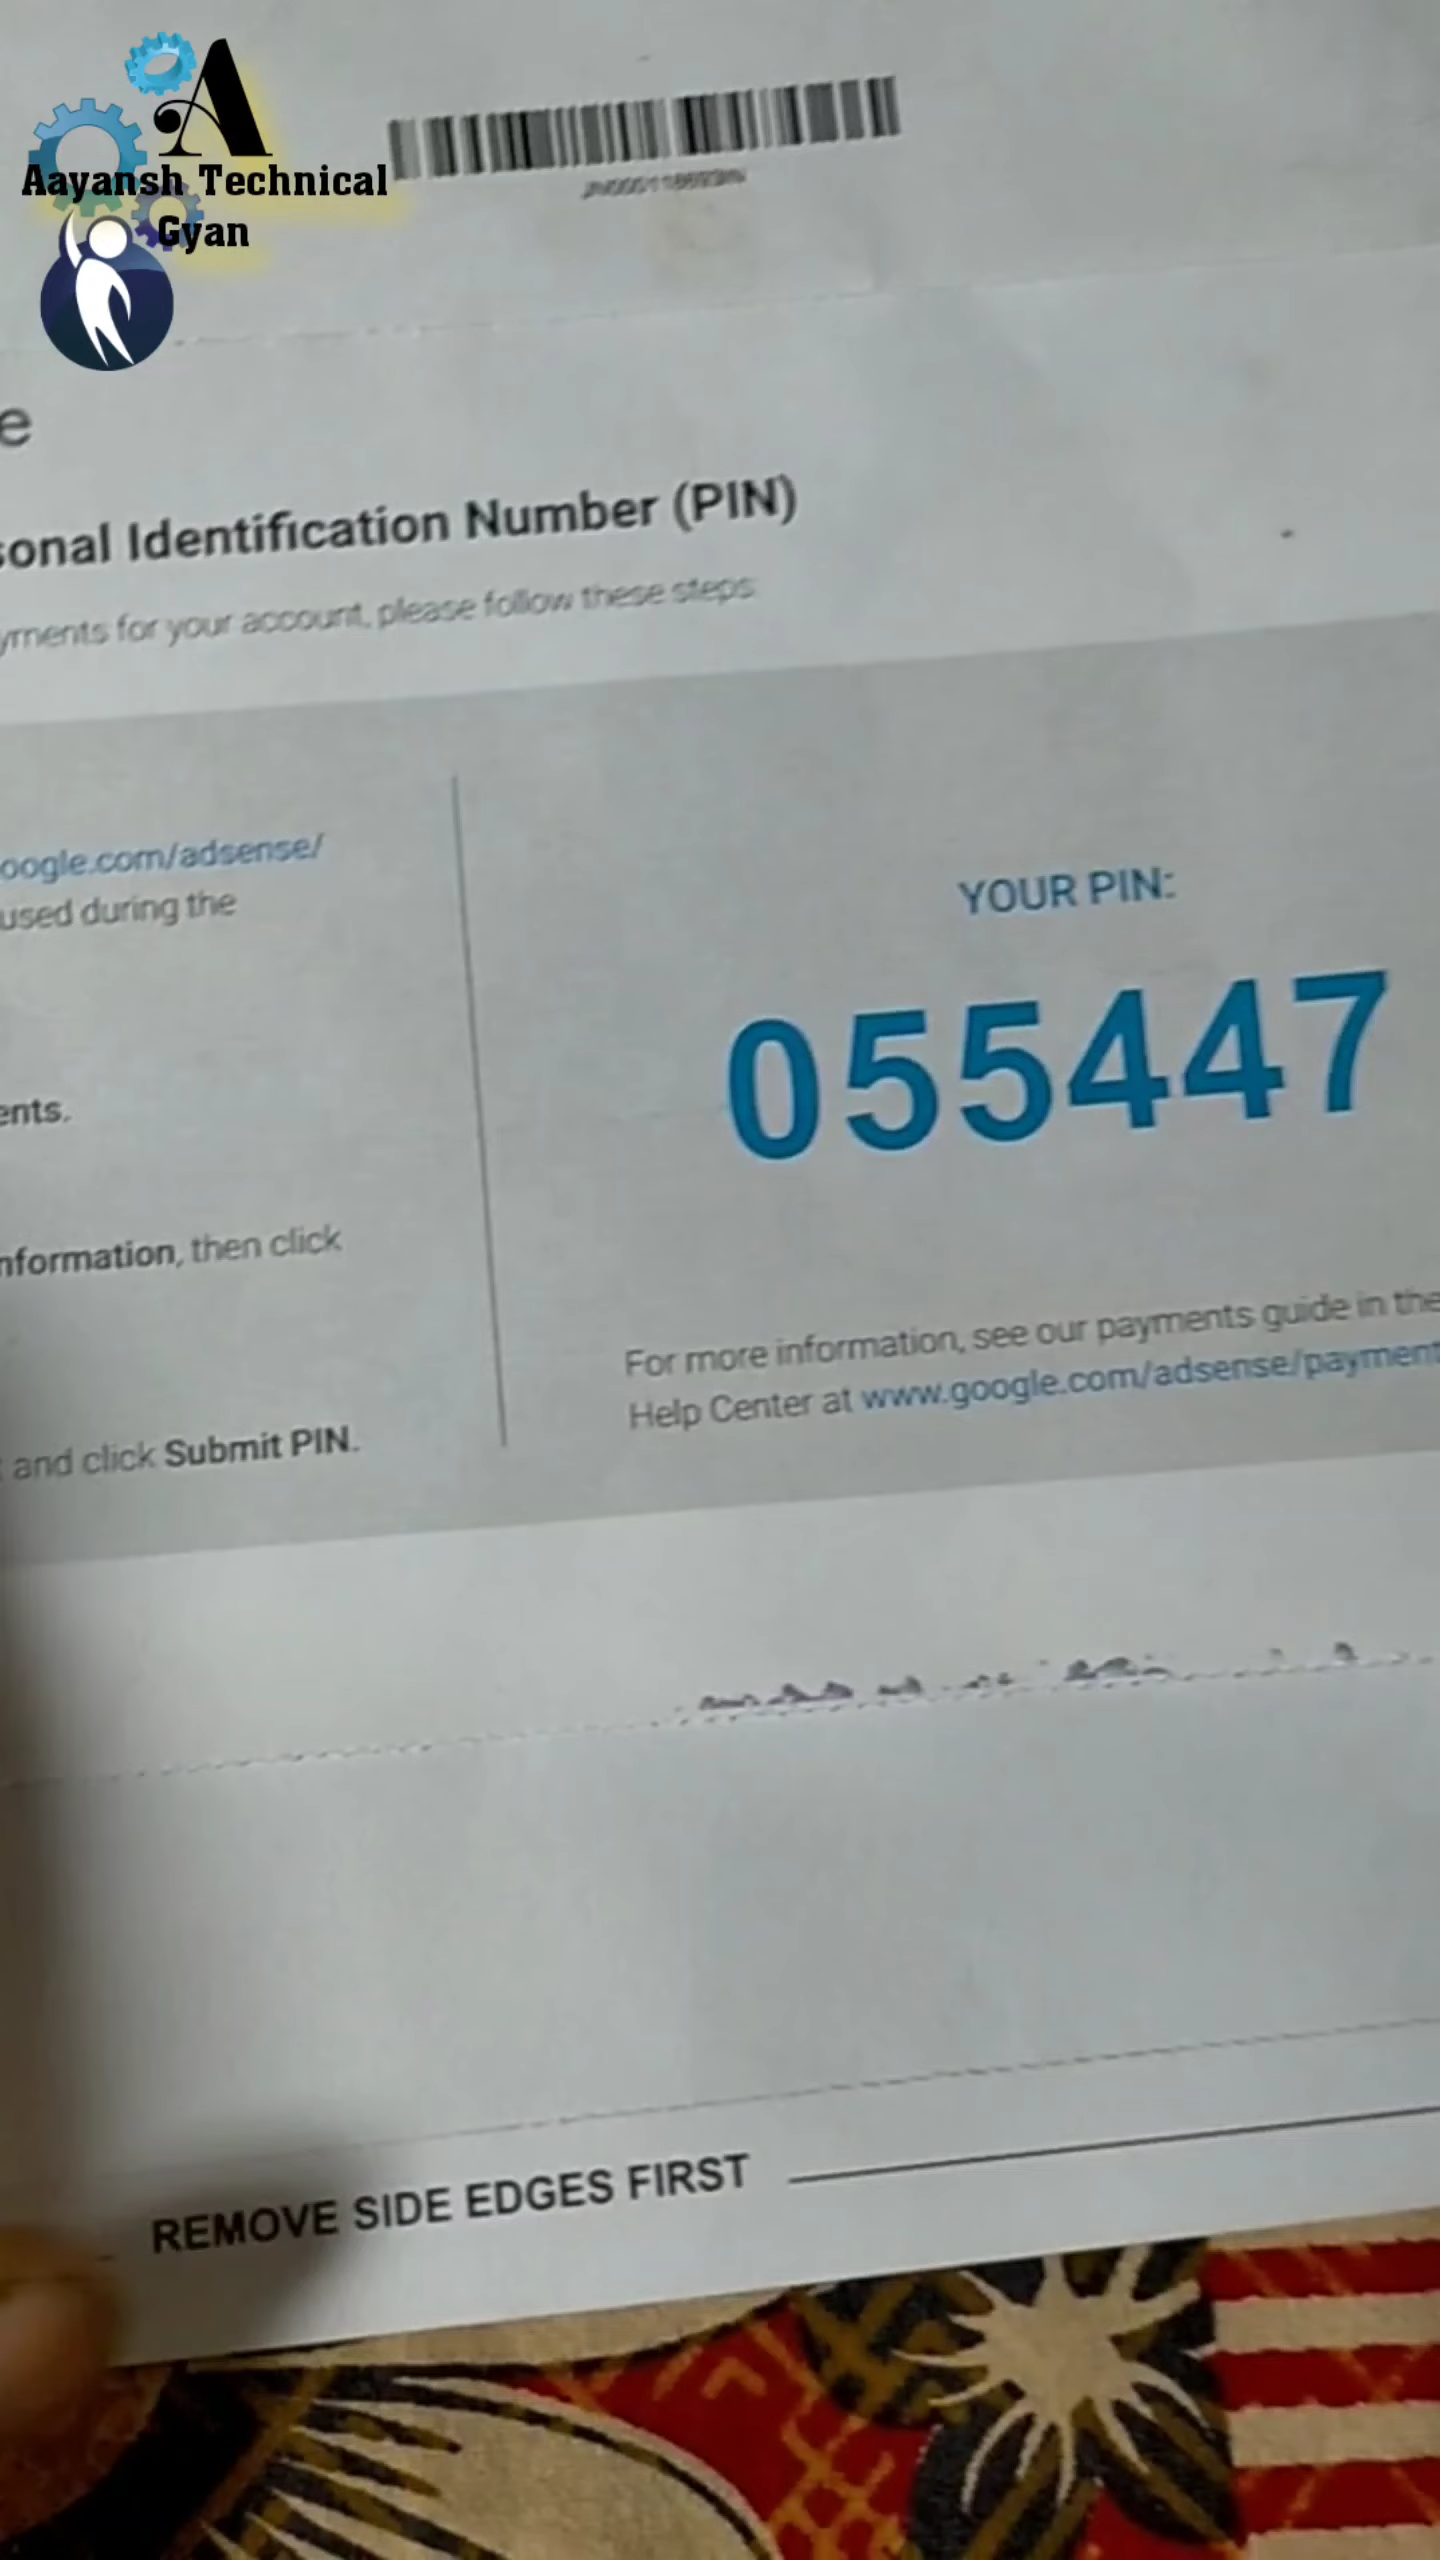 A
Aayansh Technical
Gyan
e
sonal Identification Number (PIN)
yments for your account, please follow these steps:
oogle.com/adsense/
used during the
ents.
nformation, then click
and click Submit PIN.
YOUR PIN:
055447
For more information, see our payments guide in the
Help Center at www.google.com/adsense/payment
REMOVE SIDE EDGES FIRST